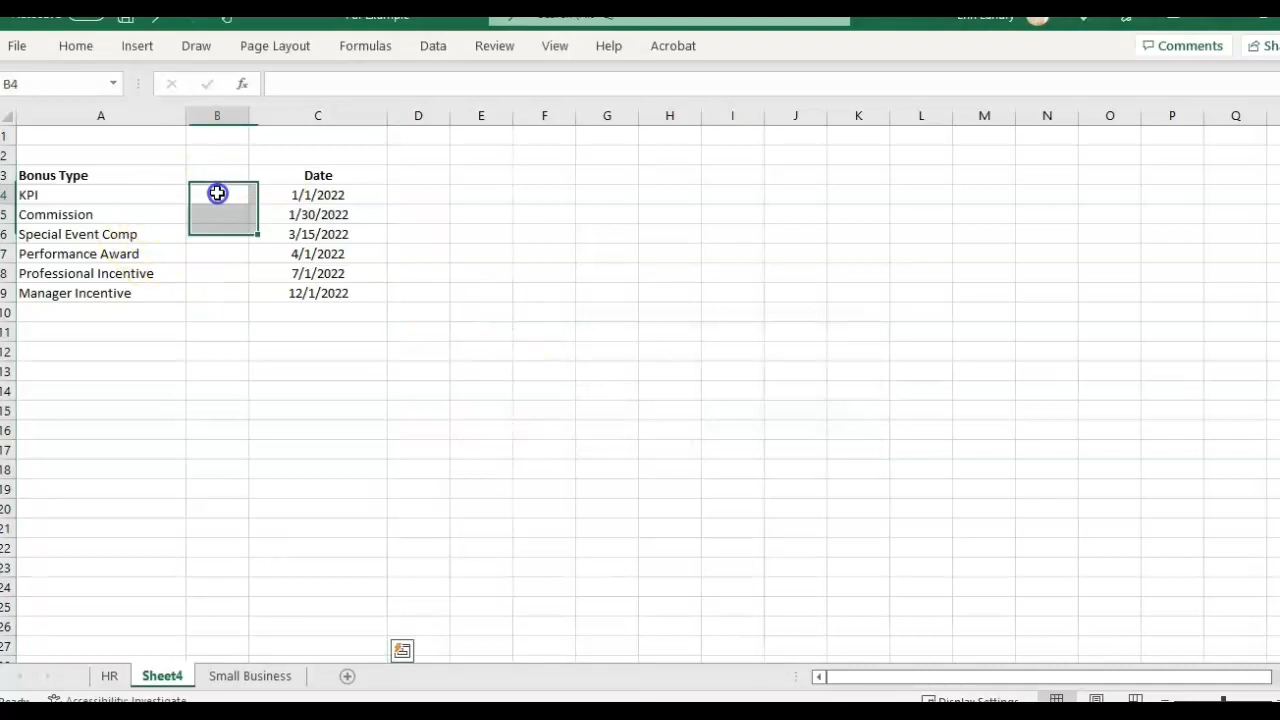 File Home Insert Draw Page Layout Formulas Data Review View Help Acrobat Comments
B4 fx
A B C D E F G H I J K L M N O P Q
1
2
3 Bonus Type Date
4 KPI 1/1/2022
5 Commission 1/30/2022
6 Special Event Comp 3/15/2022
7 Performance Award 4/1/2022
8 Professional Incentive 7/1/2022
9 Manager Incentive 12/1/2022
10
11
12
13
14
15
16
17
18
19
20
21
22
23
24
25
26
27
HR Sheet4 Small Business
Accessibility: Investigate Display Settings